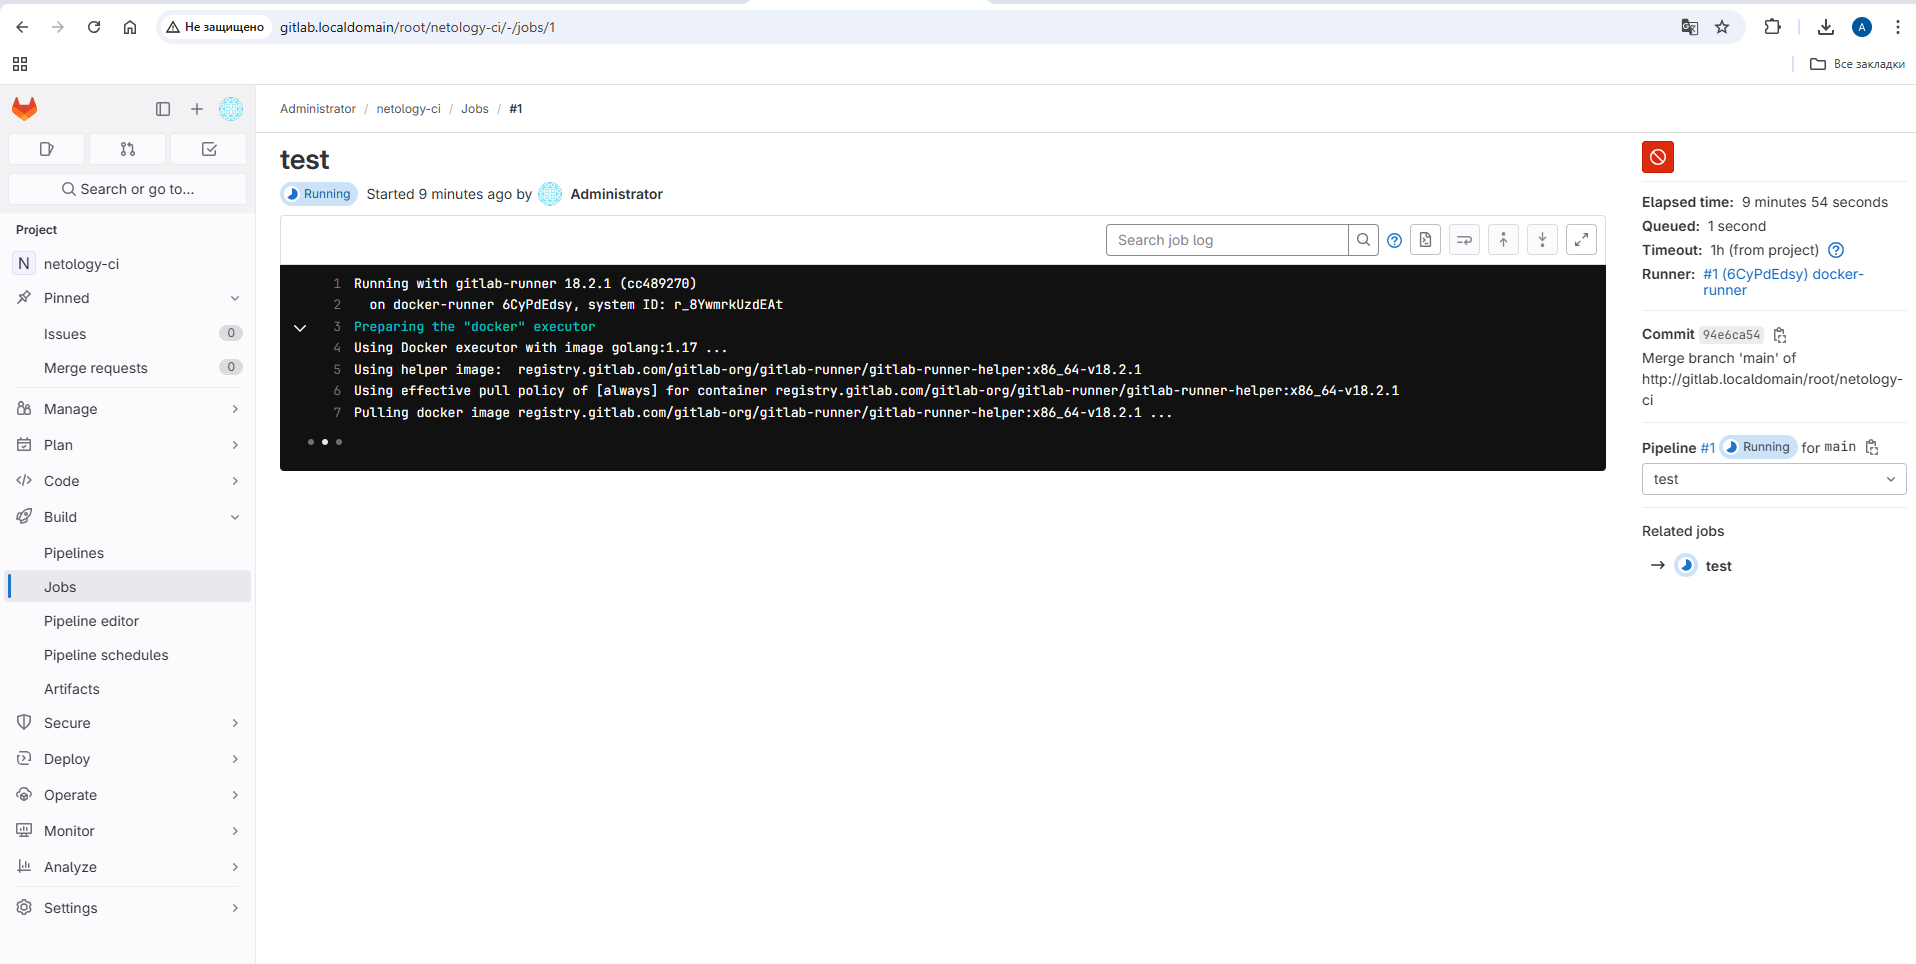 Не защищено
gitlab.localdomain/root/netology-ci/-/jobs/1
A
Все закладки
Administrator / netology-ci / Jobs / #1
Search or go to...
Project
N netology-ci
Pinned
Issues 0
Merge requests 0
Manage
Plan
Code
Build
Pipelines
Jobs
Pipeline editor
Pipeline schedules
Artifacts
Secure
Deploy
Operate
Monitor
Analyze
Settings
test
Running Started 9 minutes ago by Administrator
Search job log
1 Running with gitlab-runner 18.2.1 (cc489270)
2 on docker-runner 6CyPdEdsy, system ID: r_8YwmrkUzdEAt
3 Preparing the "docker" executor
4 Using Docker executor with image golang:1.17 ...
5 Using helper image:  registry.gitlab.com/gitlab-org/gitlab-runner/gitlab-runner-helper:x86_64-v18.2.1
6 Using effective pull policy of [always] for container registry.gitlab.com/gitlab-org/gitlab-runner/gitlab-runner-helper:x86_64-v18.2.1
7 Pulling docker image registry.gitlab.com/gitlab-org/gitlab-runner/gitlab-runner-helper:x86_64-v18.2.1 ...
Elapsed time: 9 minutes 54 seconds
Queued: 1 second
Timeout: 1h (from project)
Runner: #1 (6CyPdEdsy) docker-
runner
Commit 94e6ca54
Merge branch 'main' of
http://gitlab.localdomain/root/netology-
ci
Pipeline #1 Running for main
test
Related jobs
→ test